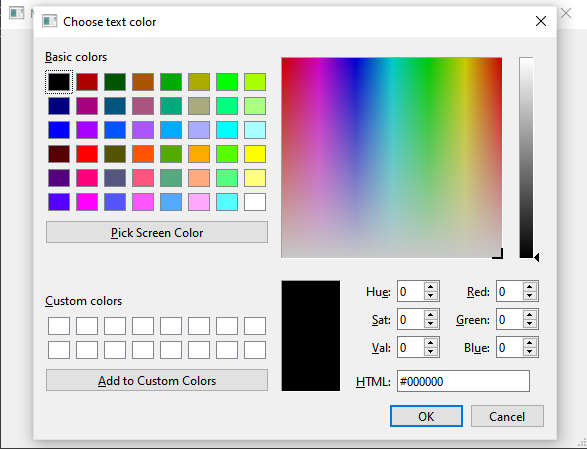 Choose text color
Basic colors
Pick Screen Color
Custom colors
Add to Custom Colors
Hue: 0 Red: 0
Sat: 0 Green: 0
Val: 0 Blue: 0
HTML: #000000
OK Cancel